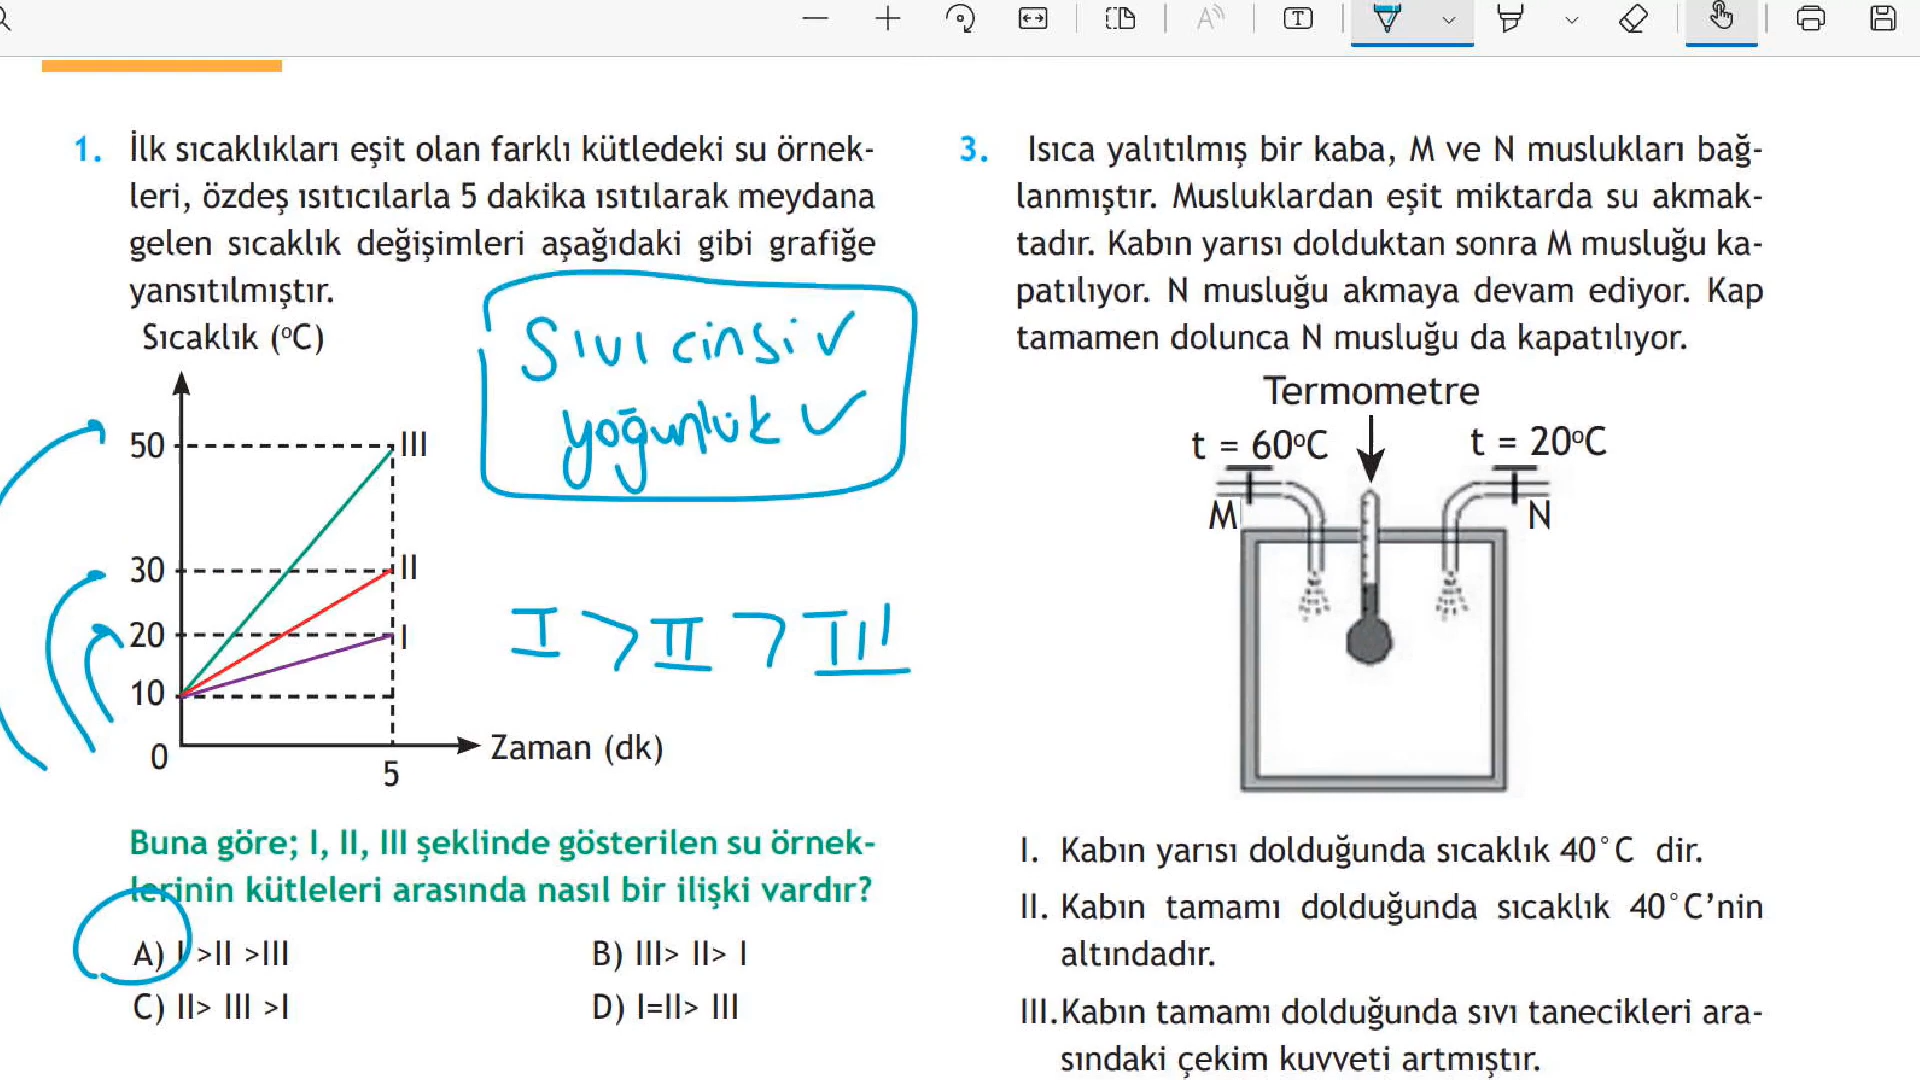 1. İlk sıcaklıkları eşit olan farklı kütledeki su örnek-
leri, özdeş ısıtıcılarla 5 dakika ısıtılarak meydana
gelen sıcaklık değişimleri aşağıdaki gibi grafiğe
yansıtılmıştır.
Sıcaklık (°C)
Sıvı cinsi ✓
yoğunluk ✓
50
III
30
II
20
I
10
0
5
Zaman (dk)
I > II > III
Buna göre; I, II, III şeklinde gösterilen su örnek-
lerinin kütleleri arasında nasıl bir ilişki vardır?
A) I >II >III
B) III> II> I
C) II> III >I
D) I=II> III
3. Isıca yalıtılmış bir kaba, M ve N muslukları bağ-
lanmıştır. Musluklardan eşit miktarda su akmak-
tadır. Kabın yarısı dolduktan sonra M musluğu ka-
patılıyor. N musluğu akmaya devam ediyor. Kap
tamamen dolunca N musluğu da kapatılıyor.
Termometre
t = 60°C
t = 20°C
M
N
I. Kabın yarısı dolduğunda sıcaklık 40°C dir.
II. Kabın tamamı dolduğunda sıcaklık 40°C'nin
altındadır.
III.Kabın tamamı dolduğunda sıvı tanecikleri ara-
sındaki çekim kuvveti artmıştır.